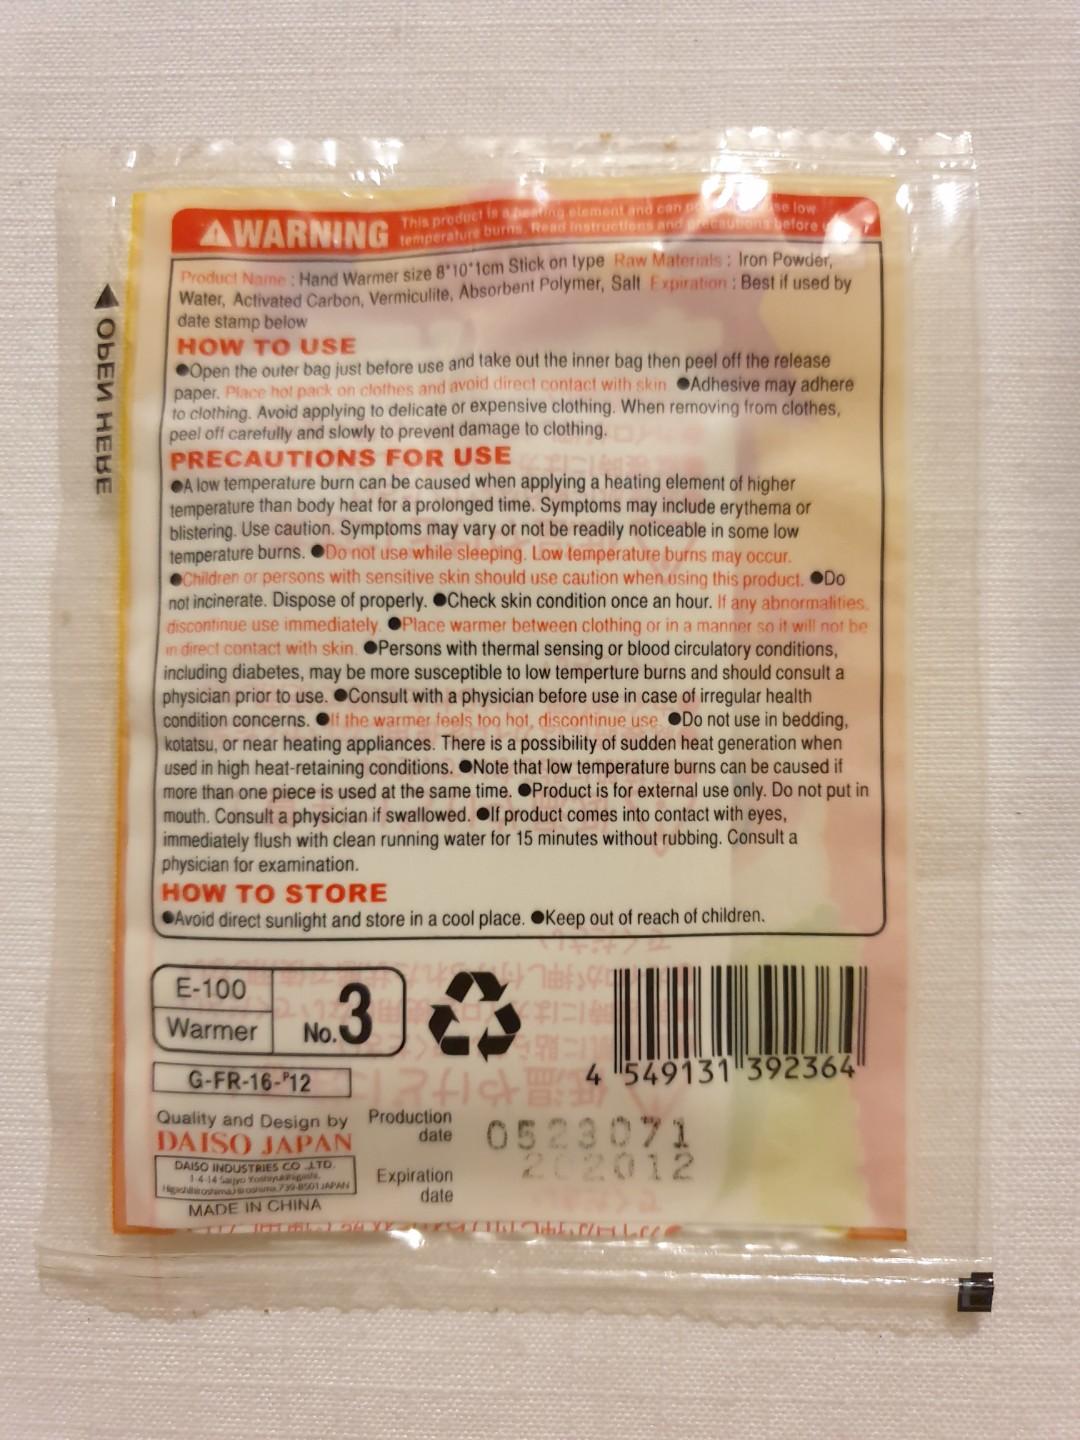 OPEN HERE
WARNING This product is a heating element and can
low
temperature burns. Read instructions and precautions before
Product Name : Hand Warmer size 8*10*1cm Stick on type Raw Materials : Iron Powder,
Water, Activated Carbon, Vermiculite, Absorbent Polymer, Salt Expiration : Best if used by
date stamp below
HOW TO USE
●Open the outer bag just before use and take out the inner bag then peel off the release
paper. Place hot pack on clothes and avoid direct contact with skin ●Adhesive may adhere
to clothing. Avoid applying to delicate or expensive clothing. When removing from clothes,
peel off carefully and slowly to prevent damage to clothing.
PRECAUTIONS FOR USE
●A low temperature burn can be caused when applying a heating element of higher
temperature than body heat for a prolonged time. Symptoms may include erythema or
blistering. Use caution. Symptoms may vary or not be readily noticeable in some low
temperature burns. ●Do not use while sleeping. Low temperature burns may occur.
●Children or persons with sensitive skin should use caution when using this product. ●Do
not incinerate. Dispose of properly. ●Check skin condition once an hour. If any abnormalities,
discontinue use immediately. ●Place warmer between clothing or in a manner so it will not be
in direct contact with skin. ●Persons with thermal sensing or blood circulatory conditions,
including diabetes, may be more susceptible to low temperture burns and should consult a
physician prior to use. ●Consult with a physician before use in case of irregular health
condition concerns. ●If the warmer feels too hot, discontinue use. ●Do not use in bedding,
kotatsu, or near heating appliances. There is a possibility of sudden heat generation when
used in high heat-retaining conditions. ●Note that low temperature burns can be caused if
more than one piece is used at the same time. ●Product is for external use only. Do not put in
mouth. Consult a physician if swallowed. ●If product comes into contact with eyes,
immediately flush with clean running water for 15 minutes without rubbing. Consult a
physician for examination.
HOW TO STORE
●Avoid direct sunlight and store in a cool place. ●Keep out of reach of children.
E-100
Warmer
No.3
G-FR-16-P12
4 549131 392364
Quality and Design by
DAISO JAPAN
DAISO INDUSTRIES CO.,LTD.
1-4-14 Saijyo Yoshiyukihigashi,
Higashihiroshima,Hiroshima,739-8501 JAPAN
MADE IN CHINA
Production
date
0523071
Expiration
date
202012